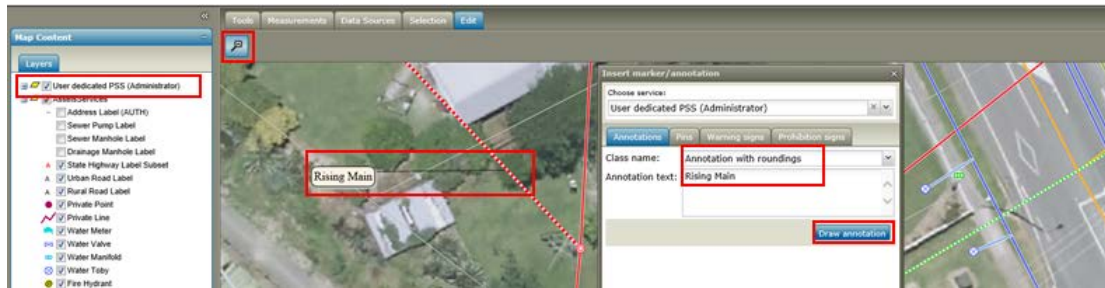 Tools Measurements Data Sources Selection Edit
Map Content
Layers
User dedicated PSS (Administrator)
AssetsServices
Address Label (AUTH)
Sewer Pump Label
Sewer Manhole Label
Drainage Manhole Label
State Highway Label Subset
Urban Road Label
Rural Road Label
Private Point
Private Line
Water Meter
Water Valve
Water Manifold
Water Toby
Fire Hydrant
Rising Main
Insert marker/annotation
Choose service:
User dedicated PSS (Administrator)
Annotations Pins Warning signs Prohibition signs
Class name: Annotation with roundings
Annotation text: Rising Main
Draw annotation